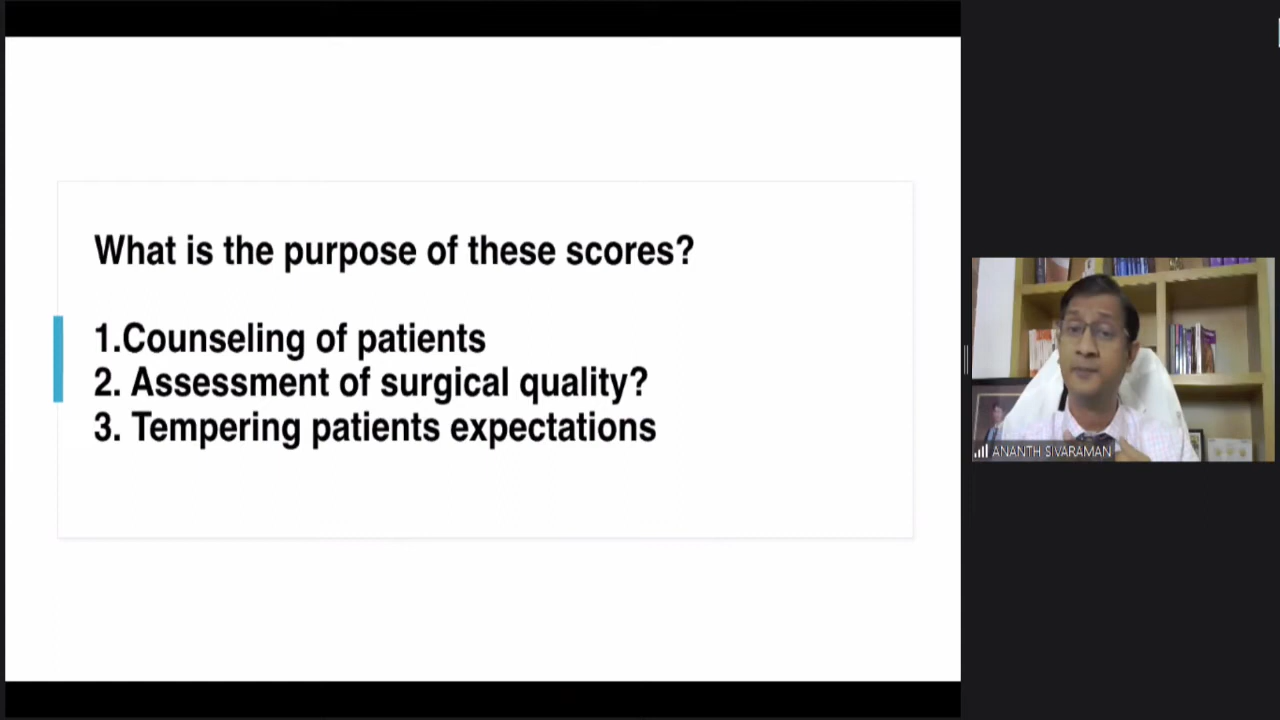 What is the purpose of these scores?
1.Counseling of patients
2. Assessment of surgical quality?
3. Tempering patients expectations
ANANTH SIVARAMAN